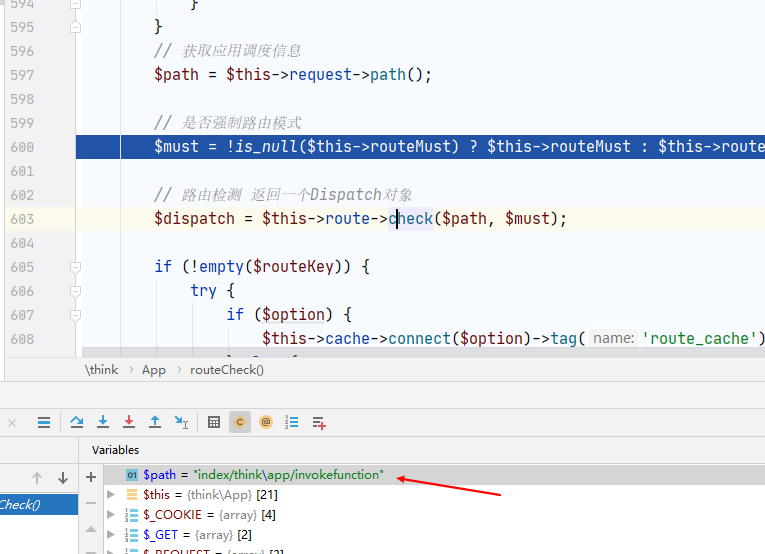 594 }
595 }
596 // 获取应用调度信息
597 $path = $this->request->path();
598
599 // 是否强制路由模式
600 $must = !is_null($this->routeMust) ? $this->routeMust : $this->route
601
602 // 路由检测 返回一个Dispatch对象
603 $dispatch = $this->route->check($path, $must);
604
605 if (!empty($routeKey)) {
606 try {
607 if ($option) {
608 $this->cache->connect($option)->tag( name: 'route_cache')
\think › App › routeCheck()
Variables
$path = "index/think\app/invokefunction"
Check()
$this = {think\App} [21]
$_COOKIE = {array} [4]
$_GET = {array} [2]
$_REQUEST = {array} [2]